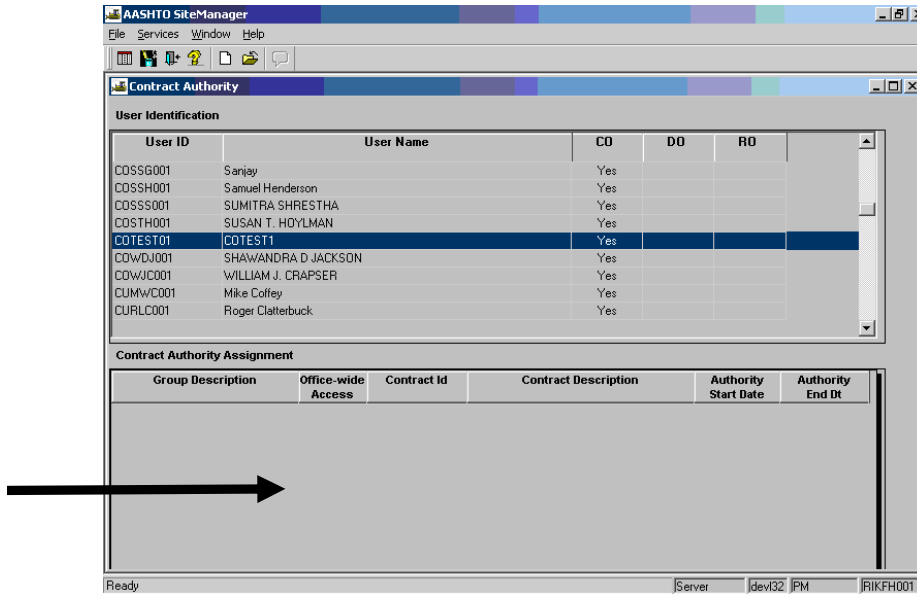 AASHTO SiteManager
File Services Window Help
Contract Authority
User Identification
User ID User Name CO DO RO
COSSG001 Sanjay Yes
COSSH001 Samuel Henderson Yes
COSSS001 SUMITRA SHRESTHA Yes
COSTH001 SUSAN T. HOYLMAN Yes
COTEST01 COTEST1 Yes
COWDJ001 SHAWANDRA D JACKSON Yes
COWJC001 WILLIAM J. CRAPSER Yes
CUMWC001 Mike Coffey Yes
CURLC001 Roger Clatterbuck Yes
Contract Authority Assignment
Group Description Office-wide Access Contract Id Contract Description Authority Start Date Authority End Dt
Ready Server devl32 PM RIKFH001